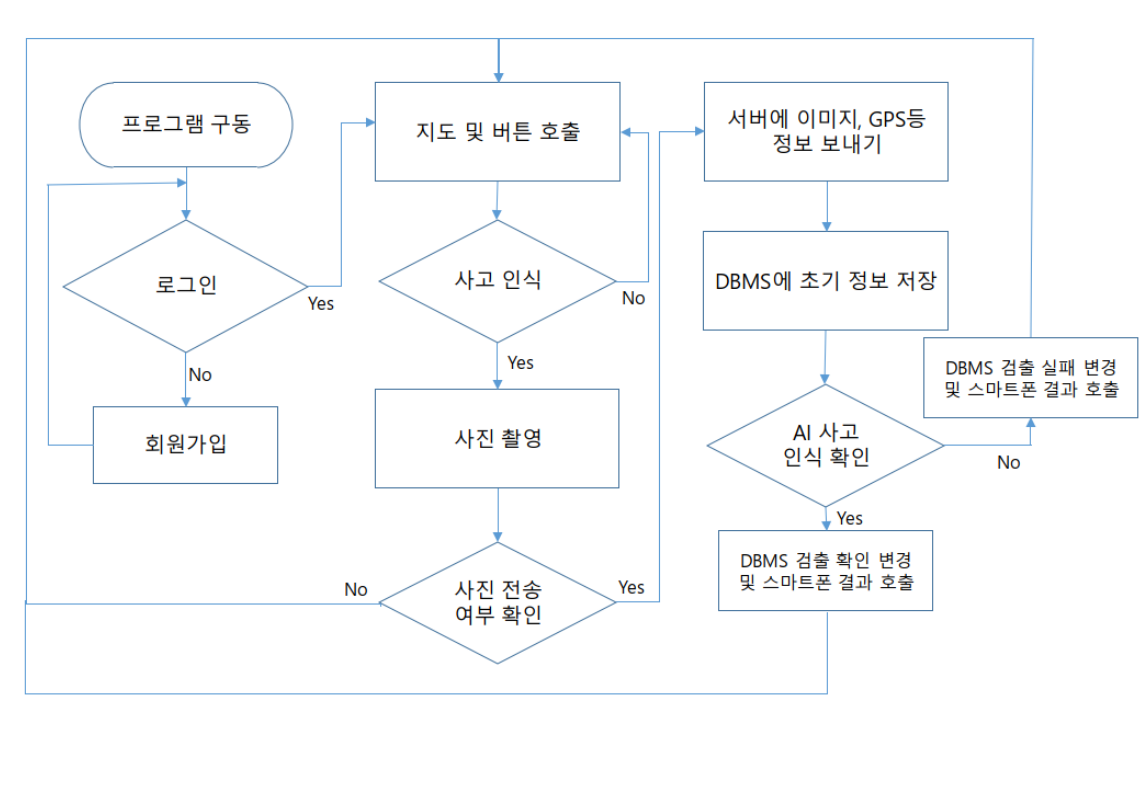 프로그램 구동
로그인
Yes
No
회원가입
지도 및 버튼 호출
사고 인식
No
Yes
사진 촬영
사진 전송
여부 확인
No
Yes
서버에 이미지, GPS등
정보 보내기
DBMS에 초기 정보 저장
AI 사고
인식 확인
No
Yes
DBMS 검출 실패 변경
및 스마트폰 결과 호출
DBMS 검출 확인 변경
및 스마트폰 결과 호출